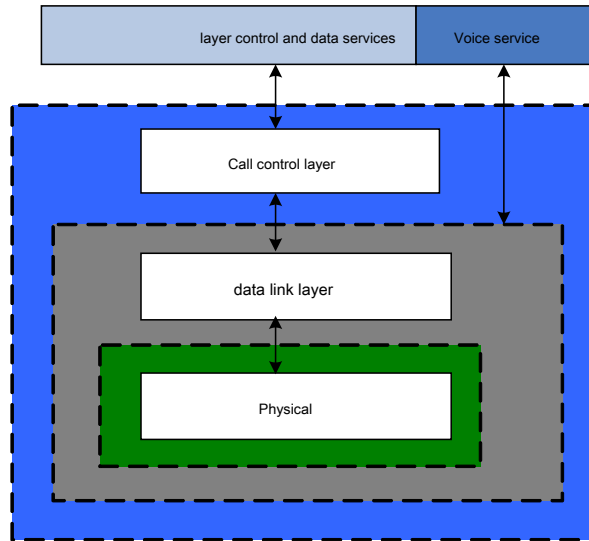 layer control and data services
Voice service
Call control layer
data link layer
Physical